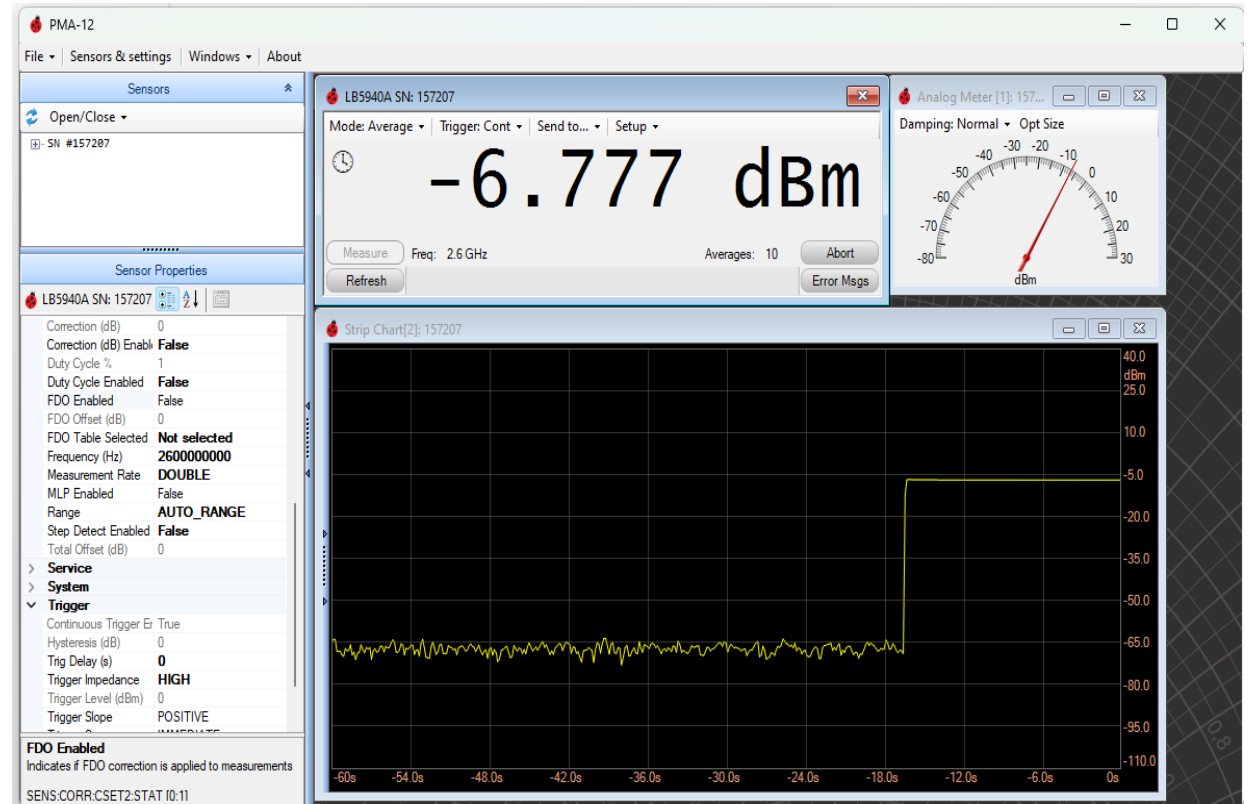 PMA-12
File Sensors & settings Windows About
Sensors
Open/Close
SN #157207
Sensor Properties
LB5940A SN: 157207
Correction (dB) 0
Correction (dB) Enabl False
Duty Cycle % 1
Duty Cycle Enabled False
FDO Enabled False
FDO Offset (dB) 0
FDO Table Selected Not selected
Frequency (Hz) 2600000000
Measurement Rate DOUBLE
MLP Enabled False
Range AUTO_RANGE
Step Detect Enabled False
Total Offset (dB) 0
Service
System
Trigger
Continuous Trigger Er True
Hysteresis (dB) 0
Trig Delay (s) 0
Trigger Impedance HIGH
Trigger Level (dBm) 0
Trigger Slope POSITIVE
FDO Enabled
Indicates if FDO correction is applied to measurements
SENS:CORR:CSET2:STAT [0:1]
LB5940A SN: 157207
Mode: Average Trigger: Cont Send to... Setup
-6.777 dBm
Measure Freq: 2.6 GHz Averages: 10 Abort
Refresh Error Msgs
Analog Meter [1]: 157...
Damping: Normal Opt Size
-80 -70 -60 -50 -40 -30 -20 -10 0 10 20 30
dBm
Strip Chart[2]: 157207
40.0
dBm
25.0
10.0
-5.0
-20.0
-35.0
-50.0
-65.0
-80.0
-95.0
-110.0
-60s -54.0s -48.0s -42.0s -36.0s -30.0s -24.0s -18.0s -12.0s -6.0s 0s
0,8